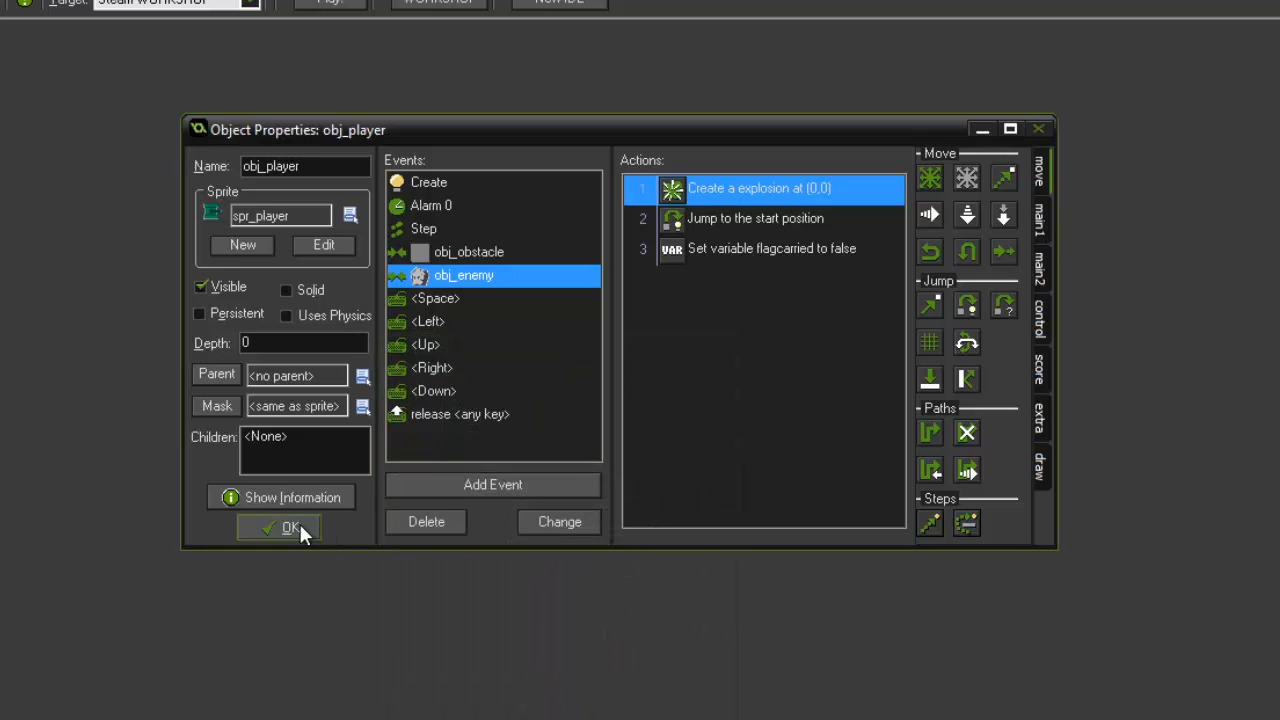 Target: Steam WORKSHOP
Play!
WORKSHOP
NewIDE
Object Properties: obj_player
Name: obj_player
Sprite
spr_player
New Edit
Visible Solid
Persistent Uses Physics
Depth: 0
Parent <no parent>
Mask <same as sprite>
Children: <None>
Show Information
OK
Events:
Create
Alarm 0
Step
obj_obstacle
obj_enemy
<Space>
<Left>
<Up>
<Right>
<Down>
release <any key>
Add Event
Delete Change
Actions:
1 Create a explosion at (0,0)
2 Jump to the start position
3 VAR Set variable flagcarried to false
Move
Jump
Paths
Steps
move
main1
main2
control
score
extra
draw